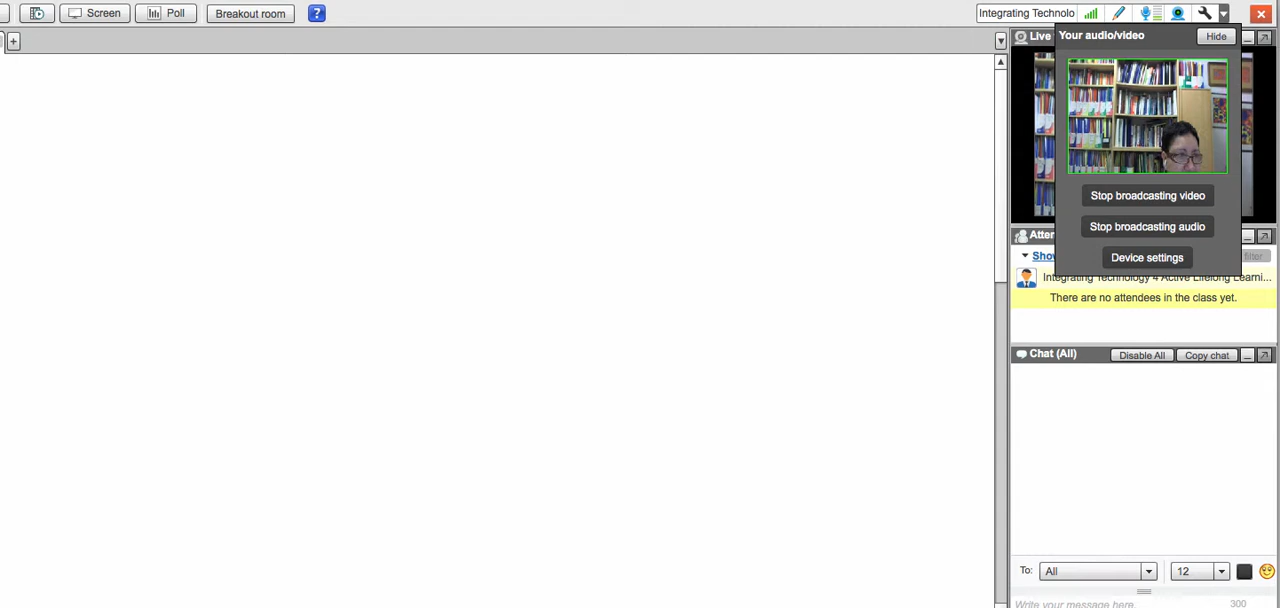 Screen
Poll
Breakout room
?
Integrating Technolo
+
Live
Your audio/video
Hide
Stop broadcasting video
Stop broadcasting audio
Device settings
Atter
Show
filter
Integrating Technology 4 Active Lifelong Learni...
There are no attendees in the class yet.
Chat (All)
Disable All
Copy chat
To:
All
12
Write your message here.
300